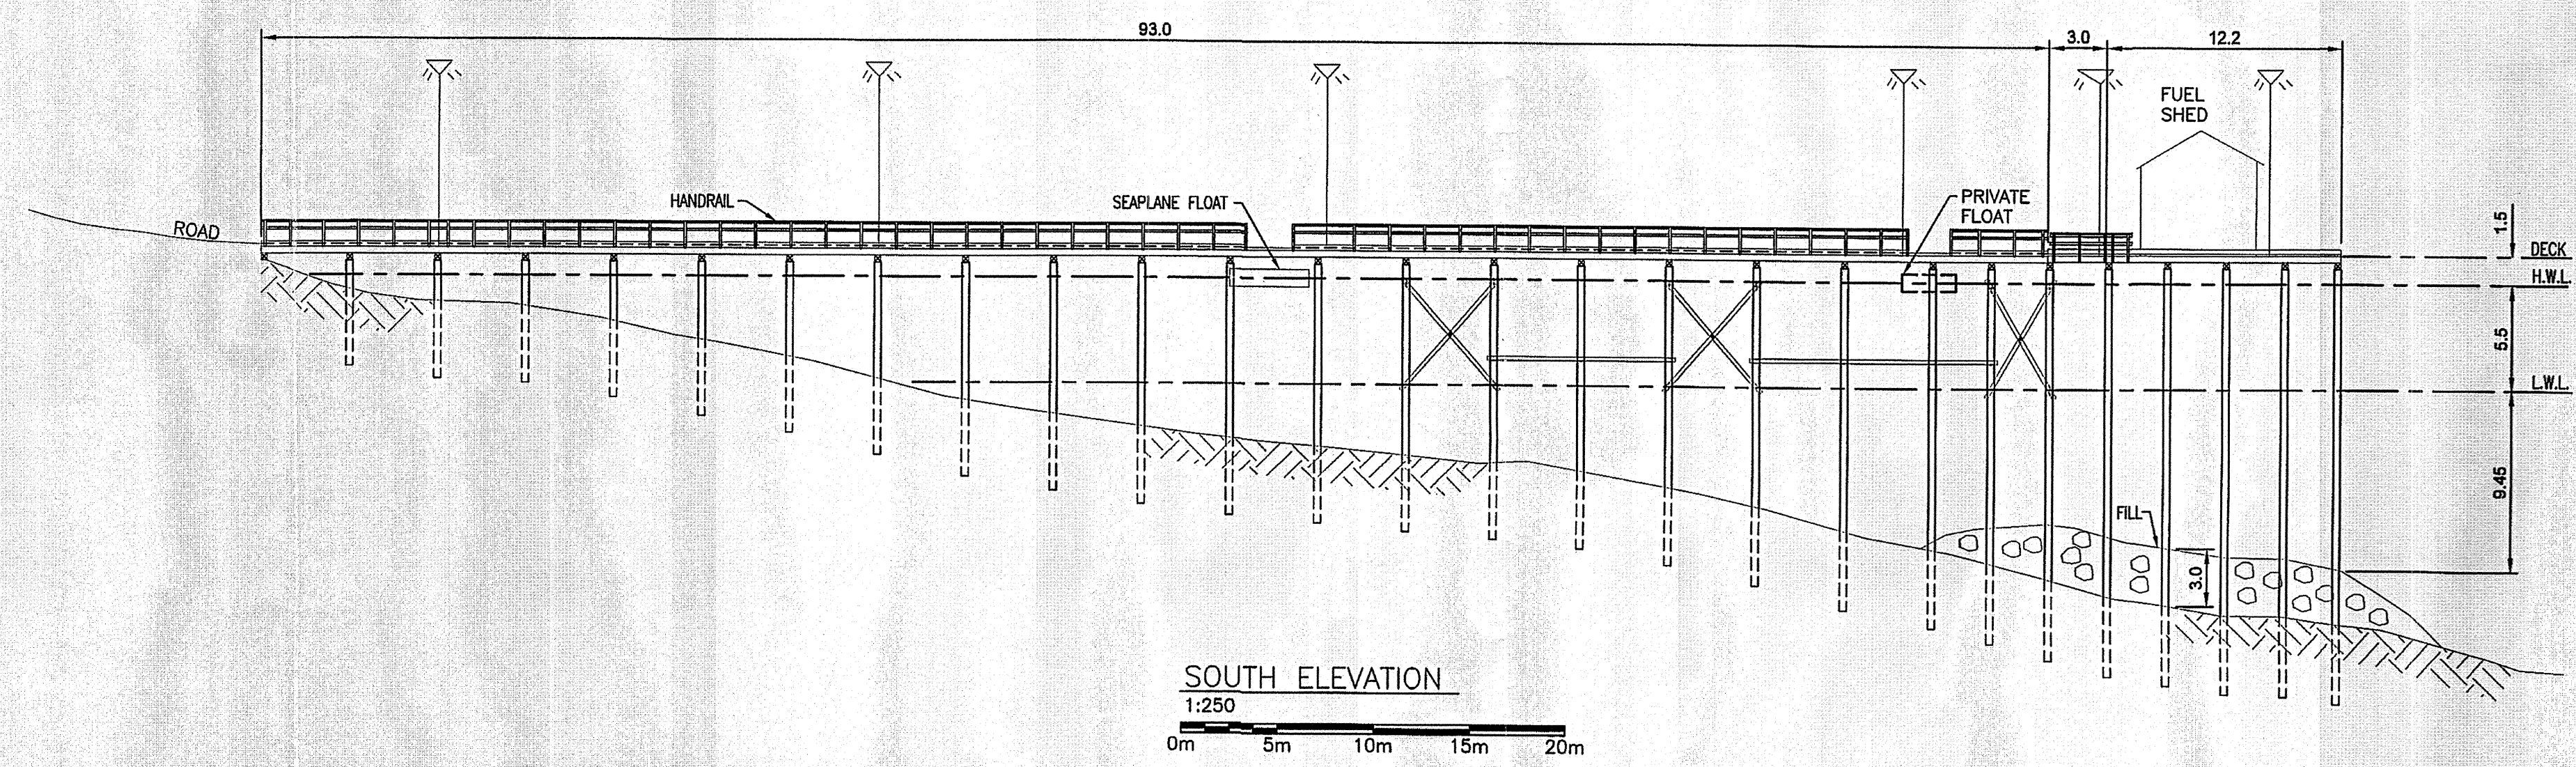 93.0
3.0
12.2
FUEL
SHED
HANDRAIL
SEAPLANE FLOAT
PRIVATE
FLOAT
ROAD
1.5
DECK
H.W.L.
5.5
L.W.L.
9.45
FILL
3.0
SOUTH ELEVATION
1:250
0m 5m 10m 15m 20m